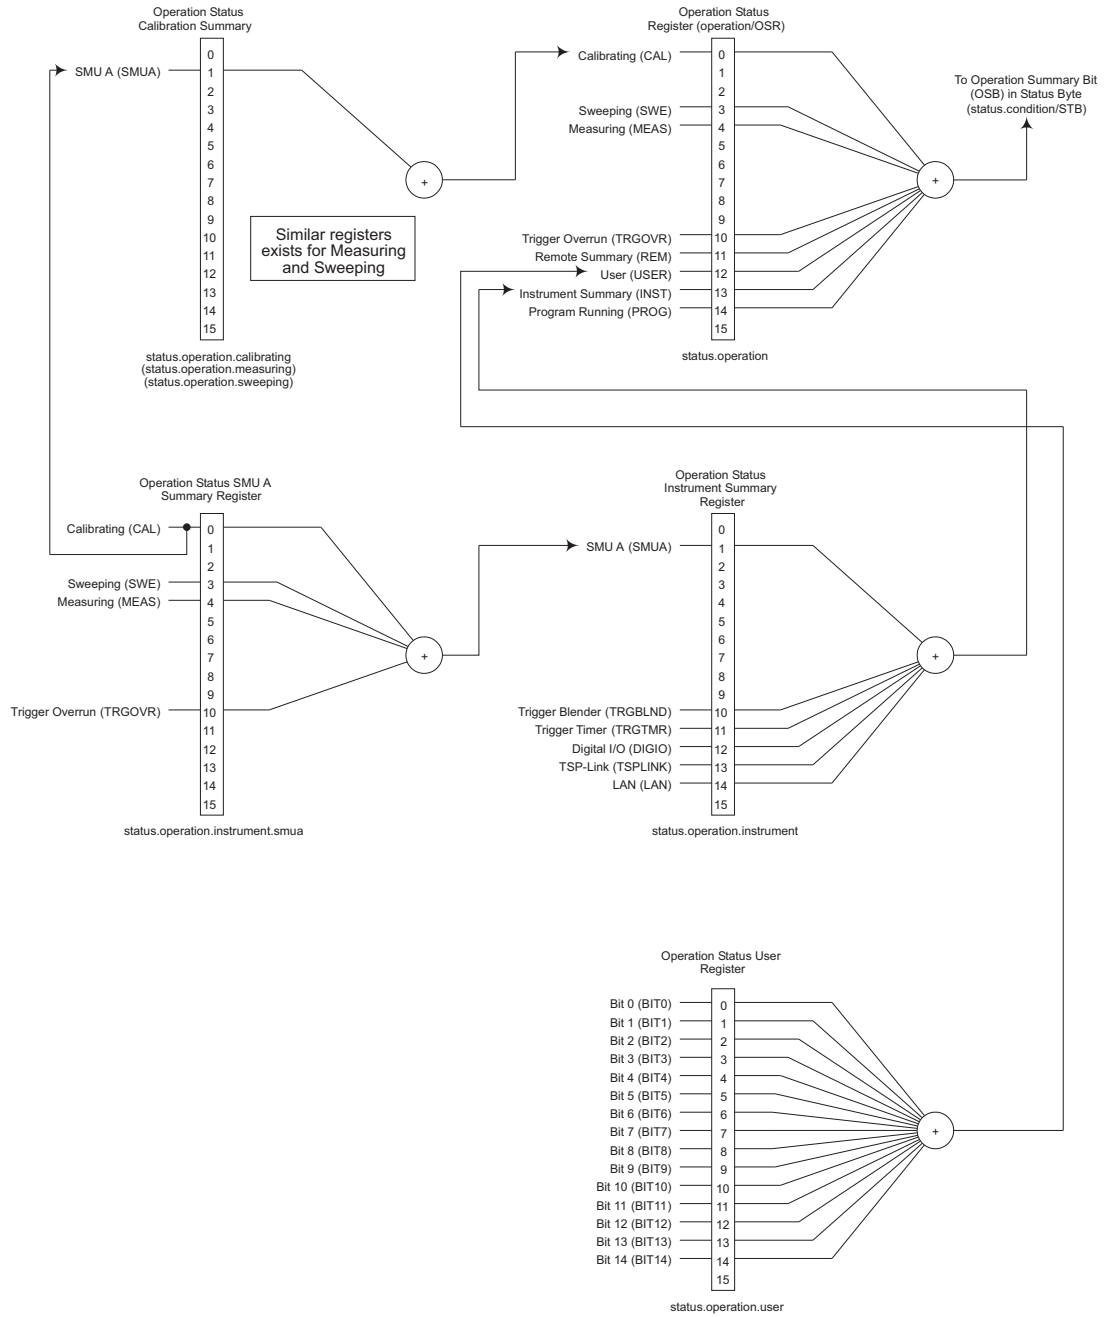 Operation Status
Calibration Summary
SMU A (SMUA)
0
1
2
3
4
5
6
7
8
9
10
11
12
13
14
15
+
Similar registers
exists for Measuring
and Sweeping
status.operation.calibrating
(status.operation.measuring)
(status.operation.sweeping)
Operation Status
Register (operation/OSR)
Calibrating (CAL) 0
1
2
Sweeping (SWE) 3
Measuring (MEAS) 4
5
6
7
8
9
Trigger Overrun (TRGOVR) 10
Remote Summary (REM) 11
User (USER) 12
Instrument Summary (INST) 13
Program Running (PROG) 14
15
+
status.operation
To Operation Summary Bit
(OSB) in Status Byte
(status.condition/STB)
Operation Status SMU A
Summary Register
Calibrating (CAL) 0
1
2
Sweeping (SWE) 3
Measuring (MEAS) 4
5
6
7
8
9
Trigger Overrun (TRGOVR) 10
11
12
13
14
15
+
status.operation.instrument.smua
Operation Status
Instrument Summary
Register
0
SMU A (SMUA) 1
2
3
4
5
6
7
8
9
Trigger Blender (TRGBLND) 10
Trigger Timer (TRGTMR) 11
Digital I/O (DIGIO) 12
TSP-Link (TSPLINK) 13
LAN (LAN) 14
15
+
status.operation.instrument
Operation Status User
Register
Bit 0 (BIT0) 0
Bit 1 (BIT1) 1
Bit 2 (BIT2) 2
Bit 3 (BIT3) 3
Bit 4 (BIT4) 4
Bit 5 (BIT5) 5
Bit 6 (BIT6) 6
Bit 7 (BIT7) 7
Bit 8 (BIT8) 8
Bit 9 (BIT9) 9
Bit 10 (BIT10) 10
Bit 11 (BIT11) 11
Bit 12 (BIT12) 12
Bit 13 (BIT13) 13
Bit 14 (BIT14) 14
15
+
status.operation.user